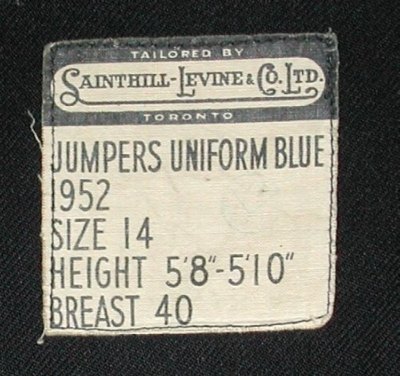 TAILORED BY
SAINTHILL-LEVINE & CO. LTD.
TORONTO
JUMPERS UNIFORM BLUE
952
SIZE 14
HEIGHT 5'8"-5'10"
BREAST 40